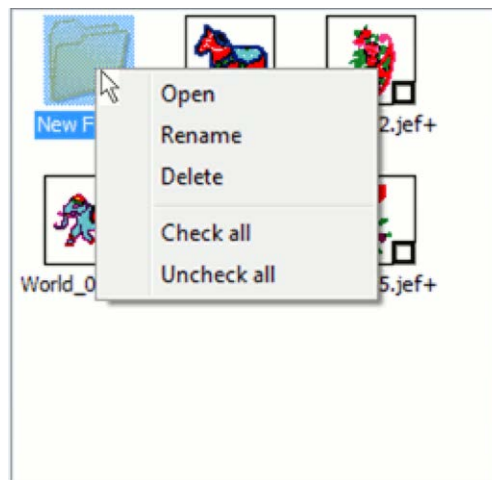 New F
2.jef+
Open
Rename
Delete
Check all
Uncheck all
World_0
5.jef+